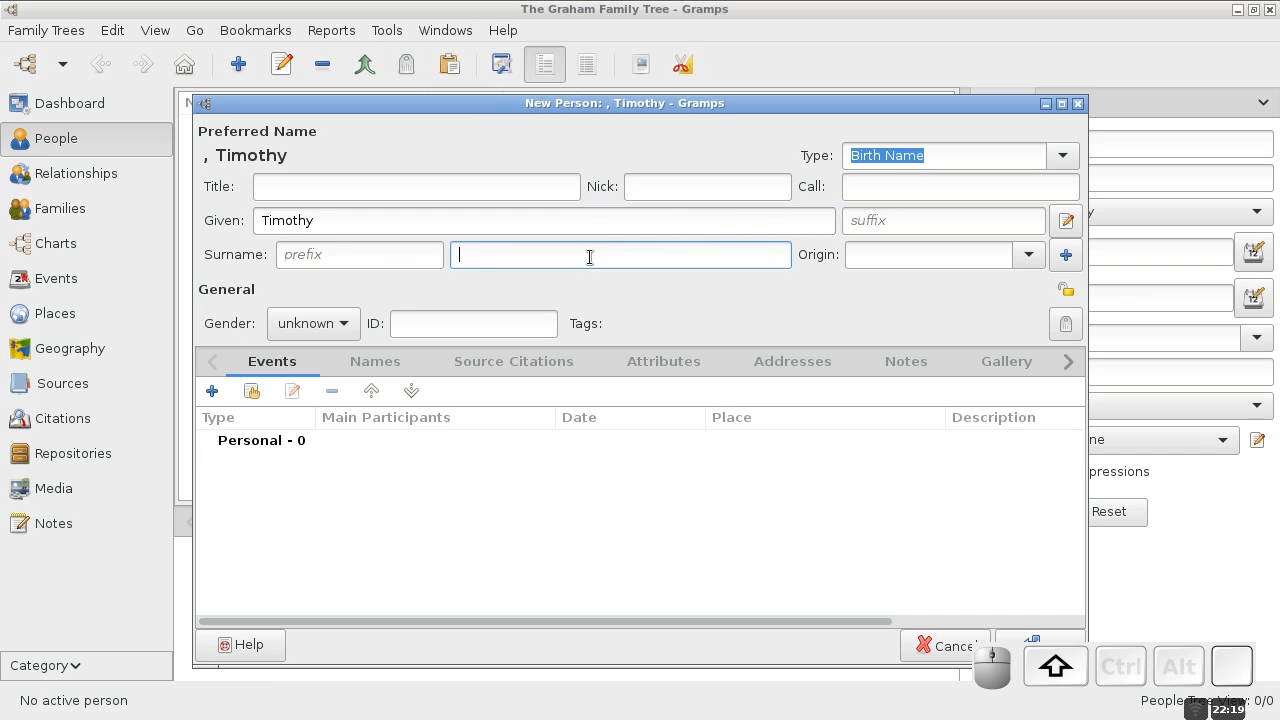 The Graham Family Tree - Gramps
Family Trees Edit View Go Bookmarks Reports Tools Windows Help
Dashboard
People
Relationships
Families
Charts
Events
Places
Geography
Sources
Citations
Repositories
Media
Notes
Category
No active person
New Person: , Timothy - Gramps
Preferred Name
, Timothy
Type: Birth Name
Title: Nick: Call:
Given: Timothy suffix
Surname: prefix Origin:
General
Gender: unknown ID: Tags:
Events Names Source Citations Attributes Addresses Notes Gallery
Type Main Participants Date Place Description
Personal - 0
Help Cancel
12
12
Reset
Ctrl Alt
People Tree View: 0/0
22:19